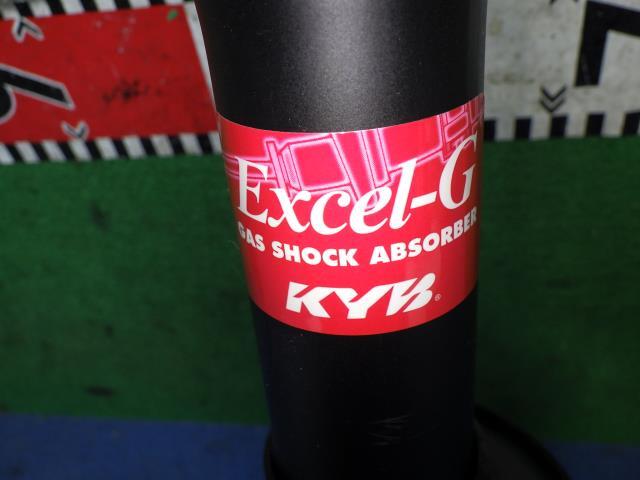 Excel-G
GAS SHOCK ABSORBER
KYB®